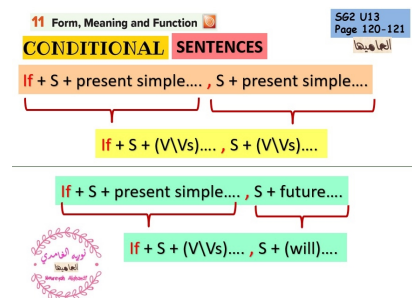 11 Form, Meaning and Function
SG2 U13
Page 120-121
العاميها
CONDITIONAL SENTENCES
If + S + present simple.... , S + present simple....
If + S + (V\Vs).... , S + (V\Vs)....
If + S + present simple.... , S + future....
If + S + (V\Vs).... , S + (will)....